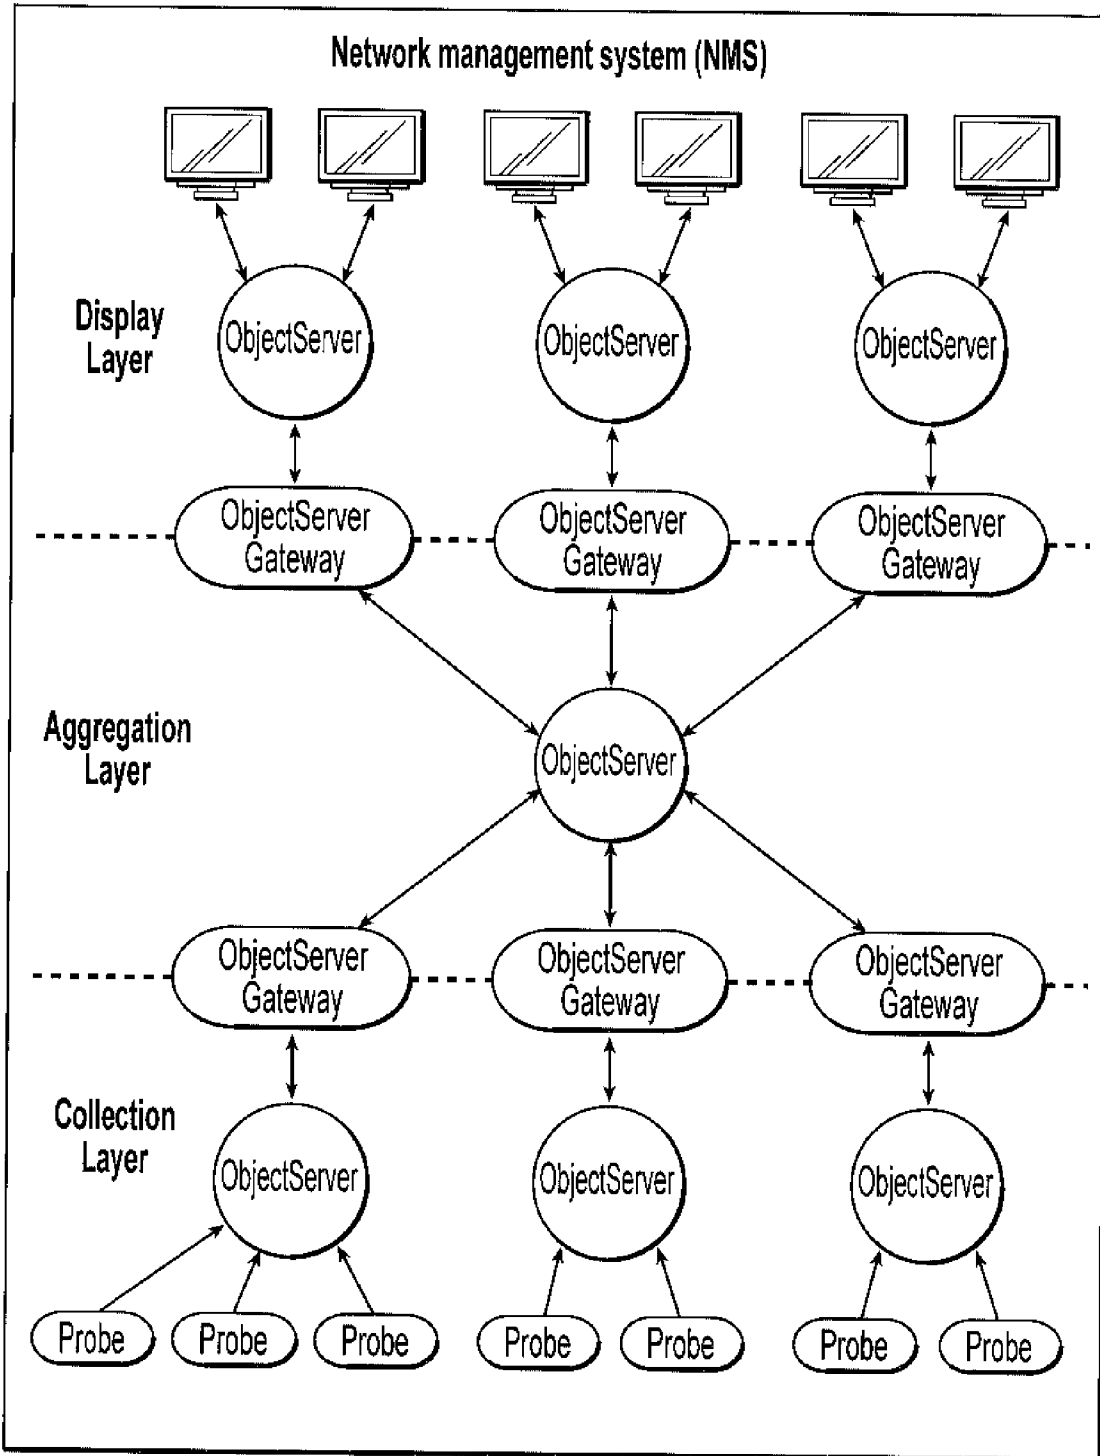 Network management system (NMS)
Display
Layer
ObjectServer
ObjectServer
ObjectServer
ObjectServer
Gateway
ObjectServer
Gateway
ObjectServer
Gateway
Aggregation
Layer
ObjectServer
ObjectServer
Gateway
ObjectServer
Gateway
ObjectServer
Gateway
Collection
Layer
ObjectServer
ObjectServer
ObjectServer
Probe
Probe
Probe
Probe
Probe
Probe
Probe